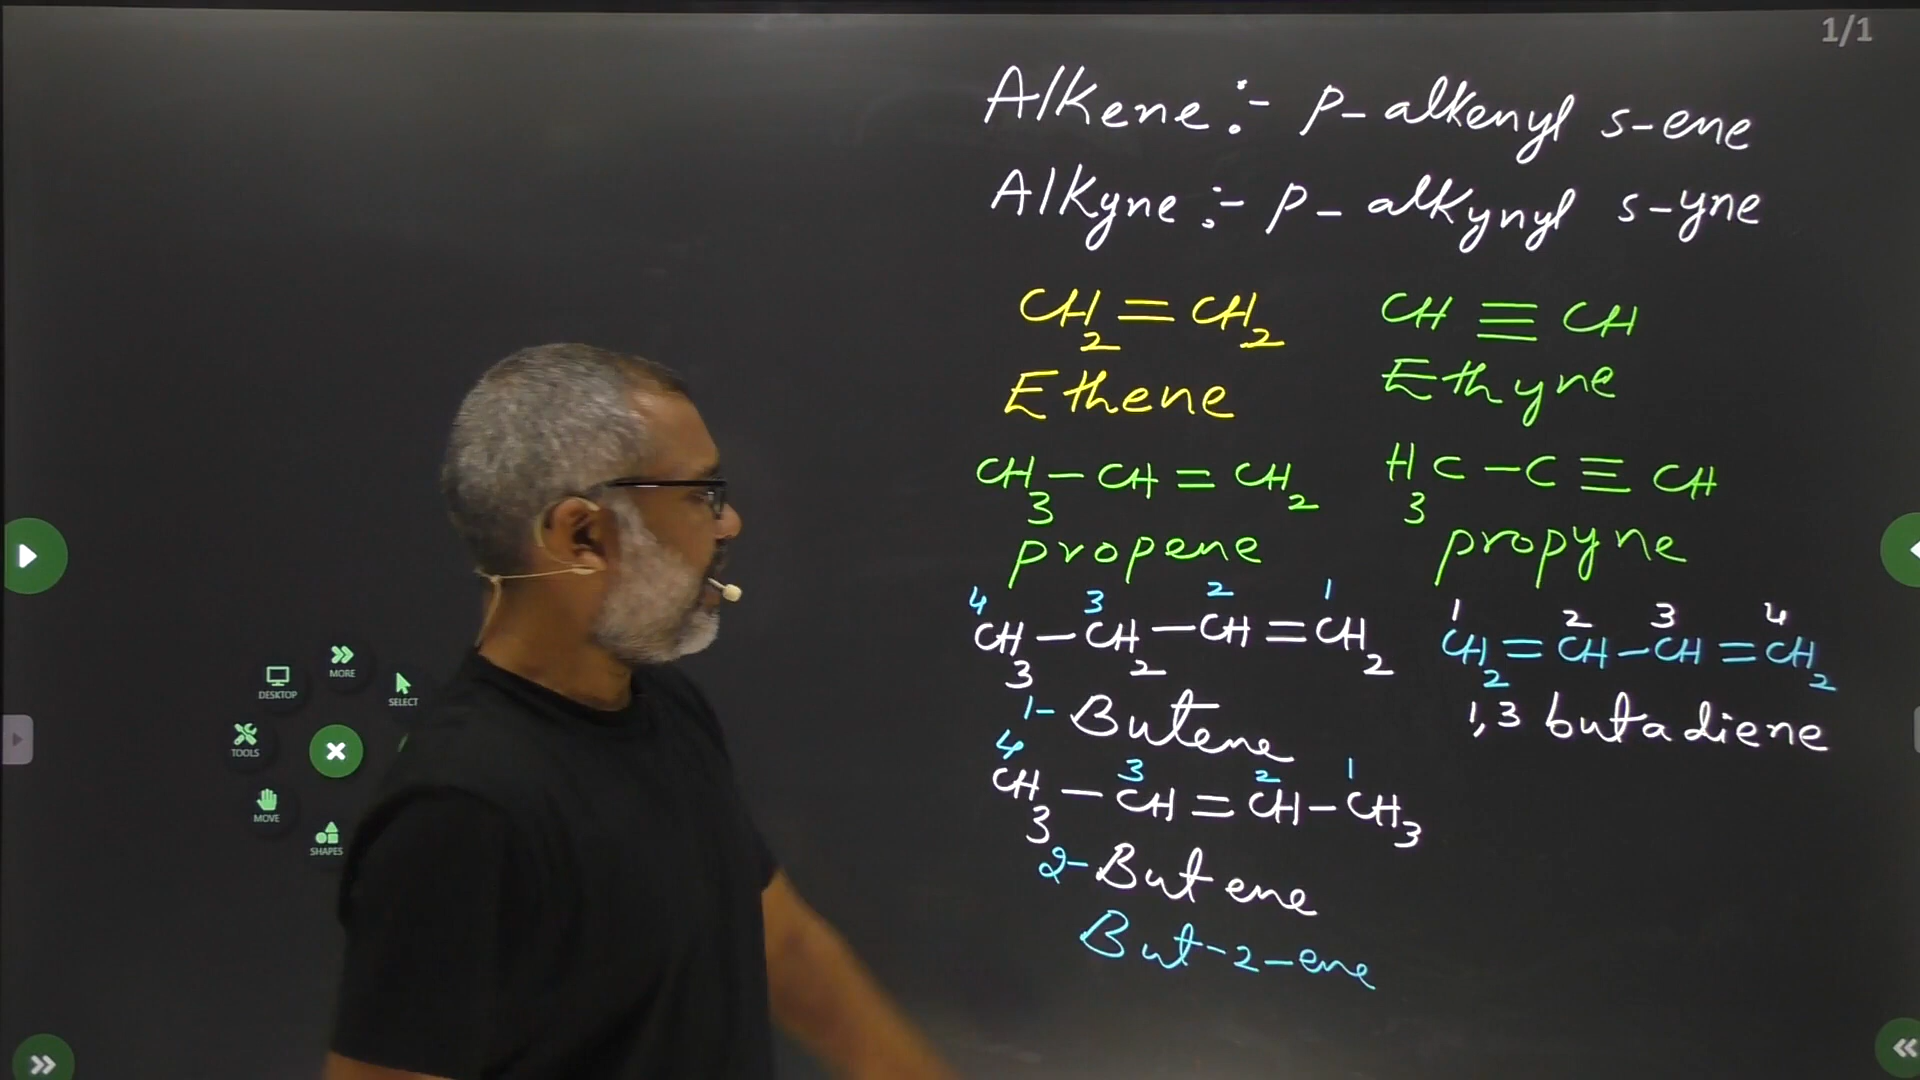 1/1
Alkene :- p- alkenyl s-ene
Alkyne :- p- alkynyl s-yne
CH2 = CH2
CH ≡ CH
Ethene
Ethyne
CH3 - CH = CH2
H3C - C ≡ CH
propene
propyne
4 3 2 1
CH3 - CH2 - CH = CH2
1 2 3 4
CH2 = CH - CH = CH2
1- Butene
1,3 butadiene
4 3 2 1
CH3 - CH = CH - CH3
2- Butene
But-2-ene
MORE
DESKTOP
SELECT
TOOLS
MOVE
SHAPES